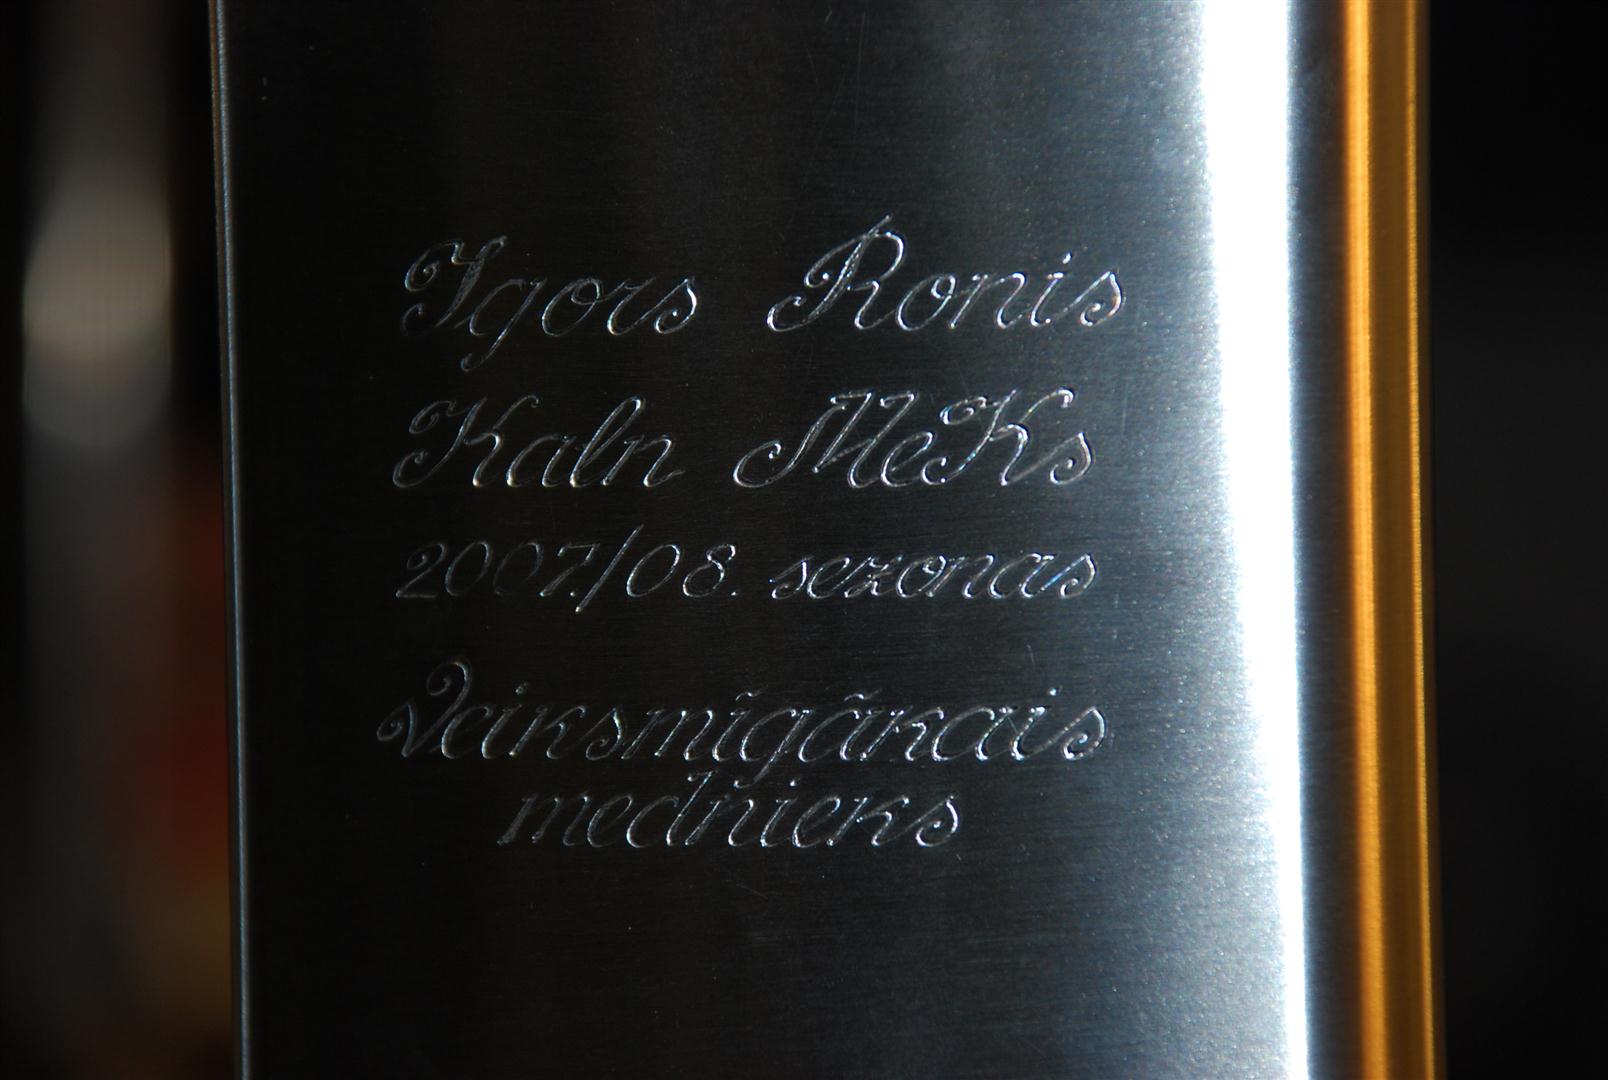 Igors Ronis
Kaln MeKs
2007./08. sezonas
Veiksmīgākais
mednieks